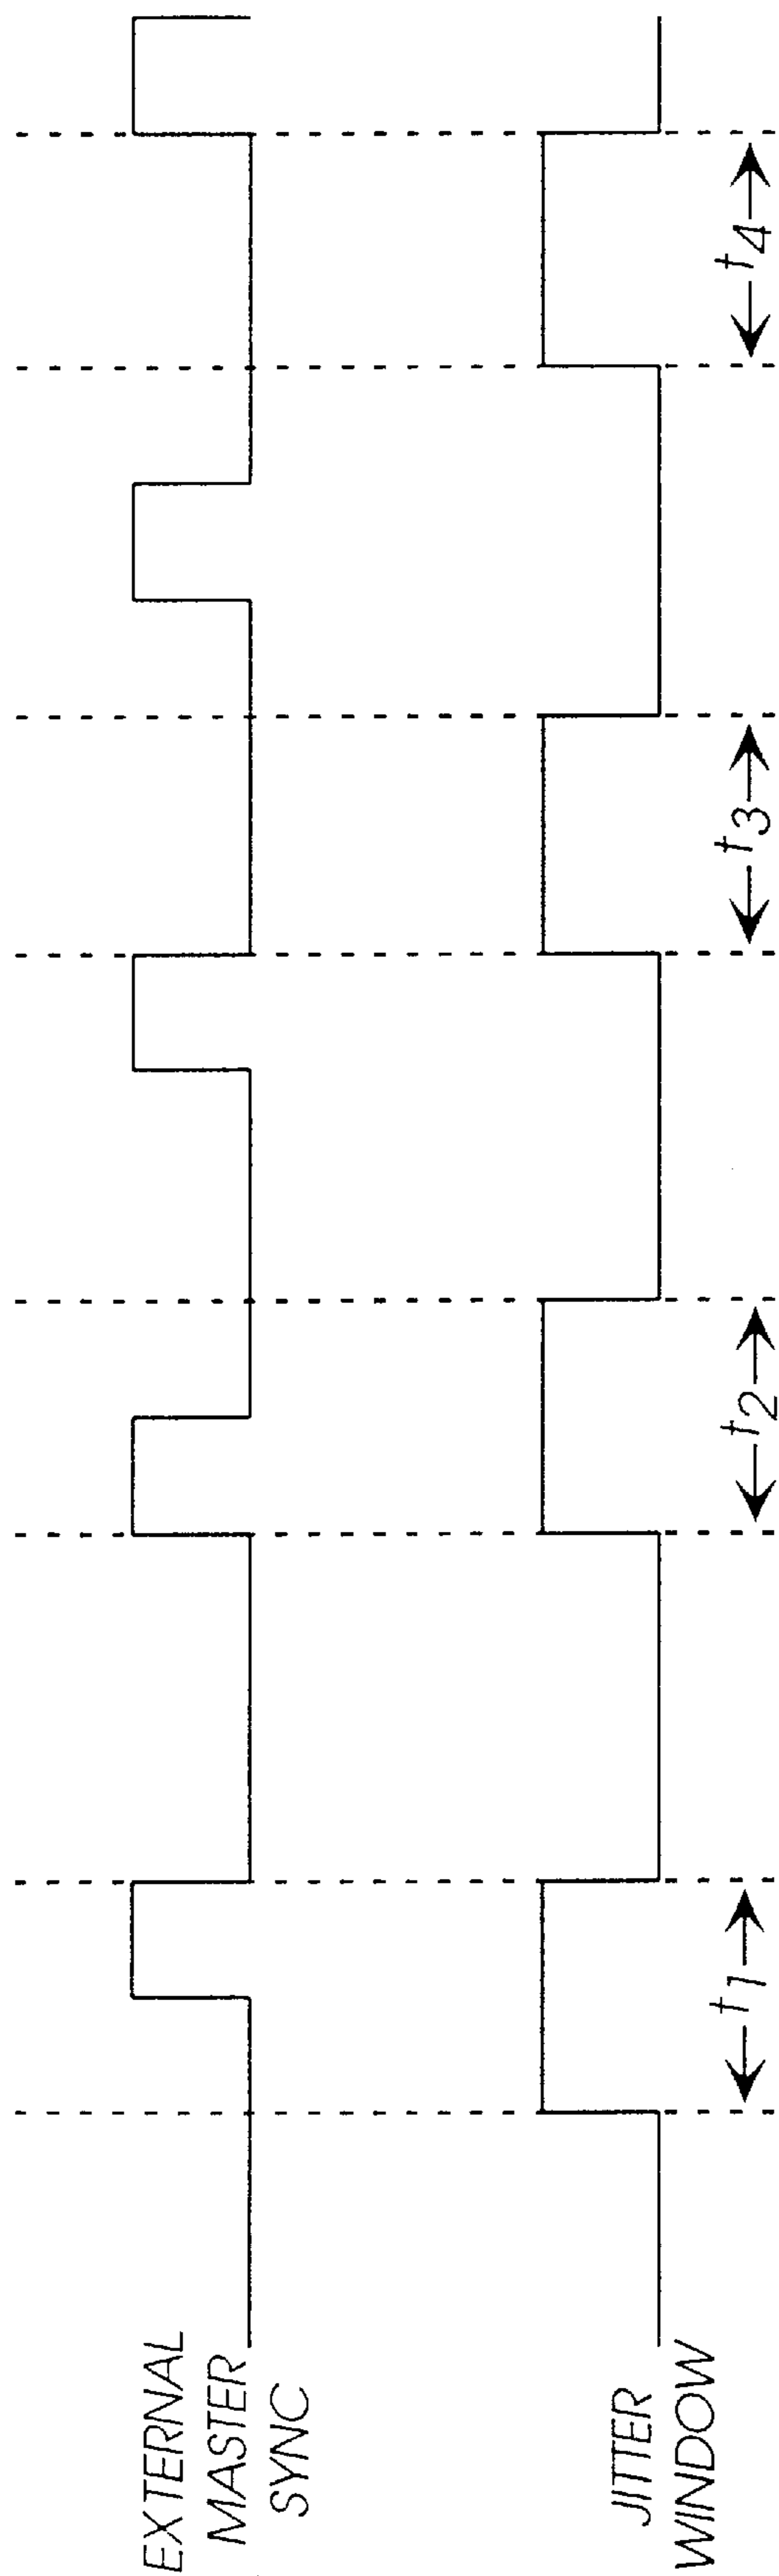 EXTERNAL
MASTER
SYNC
JITTER
WINDOW
t1
t2
t3
t4